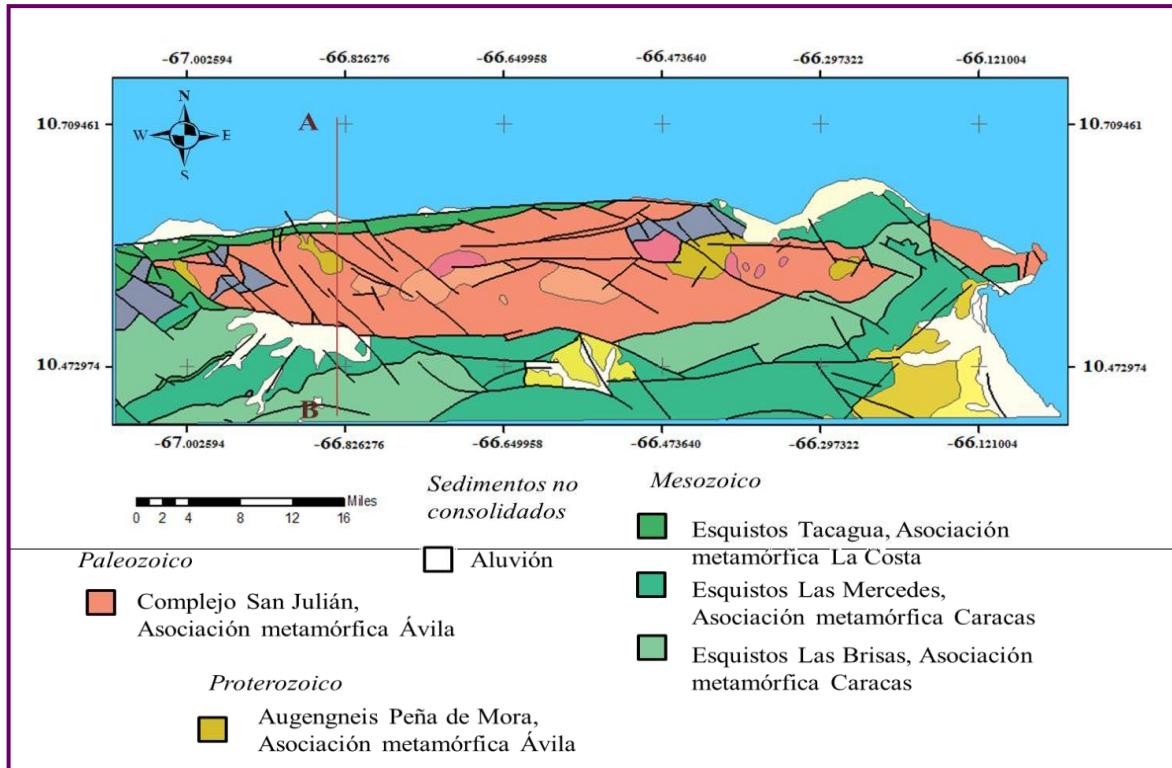 -67.002594 -66.826276 -66.649958 -66.473640 -66.297322 -66.121004
N
W E
S
A
10.709461 10.709461
10.472974 10.472974
B
-67.002594 -66.826276 -66.649958 -66.473640 -66.297322 -66.121004
Miles
0 2 4 8 12 16
Sedimentos no
consolidados
Aluvión
Mesozoico
Esquistos Tacagua, Asociación
metamórfica La Costa
Esquistos Las Mercedes,
Asociación metamórfica Caracas
Esquistos Las Brisas, Asociación
metamórfica Caracas
Paleozoico
Complejo San Julián,
Asociación metamórfica Ávila
Proterozoico
Augengneis Peña de Mora,
Asociación metamórfica Ávila